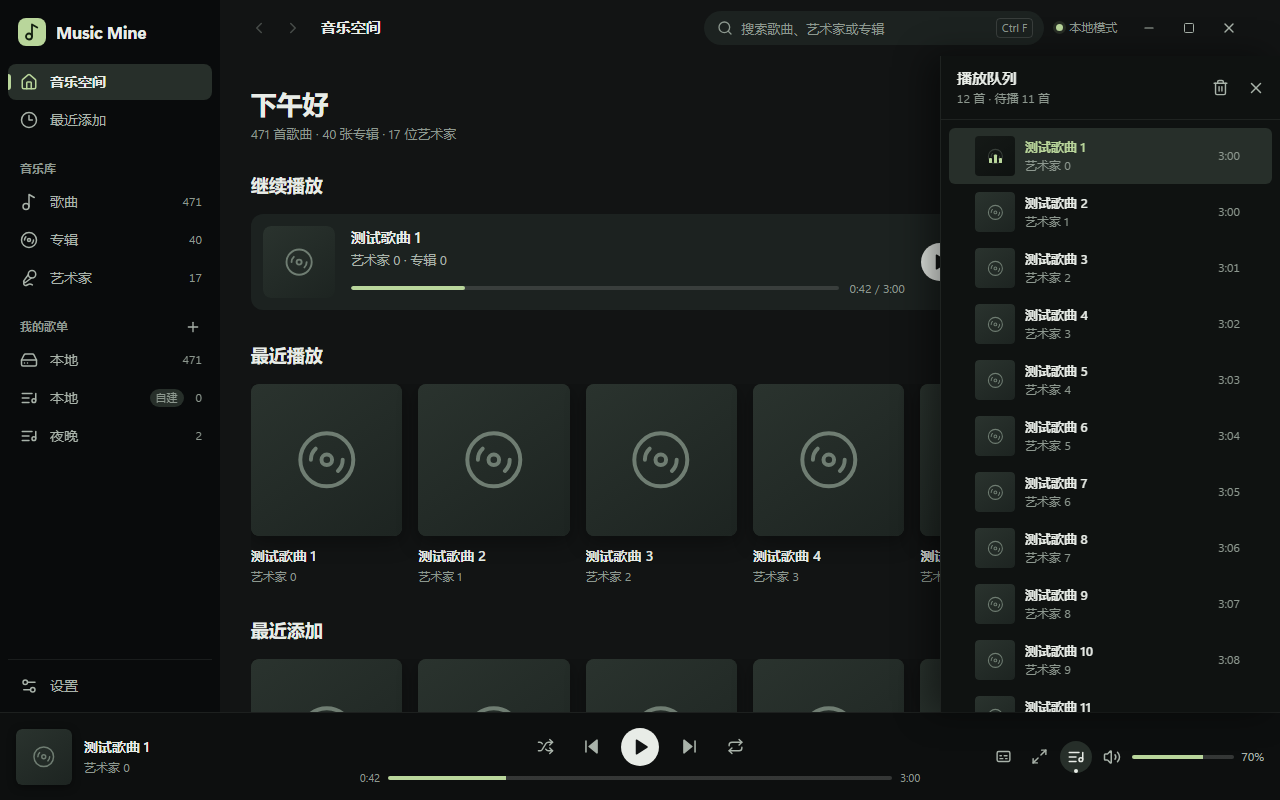 Music Mine
音乐空间
最近添加
音乐库
歌曲 471
专辑 40
艺术家 17
我的歌单
本地 471
本地 自建 0
夜晚 2
设置
音乐空间
搜索歌曲、艺术家或专辑 Ctrl F
本地模式
下午好
471 首歌曲 · 40 张专辑 · 17 位艺术家
继续播放
测试歌曲 1
艺术家 0 · 专辑 0
0:42 / 3:00
最近播放
测试歌曲 1
艺术家 0
测试歌曲 2
艺术家 1
测试歌曲 3
艺术家 2
测试歌曲 4
艺术家 3
最近添加
播放队列
12 首 · 待播 11 首
测试歌曲 1
艺术家 0
3:00
测试歌曲 2
艺术家 1
3:00
测试歌曲 3
艺术家 2
3:01
测试歌曲 4
艺术家 3
3:02
测试歌曲 5
艺术家 4
3:03
测试歌曲 6
艺术家 5
3:04
测试歌曲 7
艺术家 6
3:05
测试歌曲 8
艺术家 7
3:06
测试歌曲 9
艺术家 8
3:07
测试歌曲 10
艺术家 9
3:08
测试歌曲 11
测试歌曲 1
艺术家 0
0:42
3:00
70%